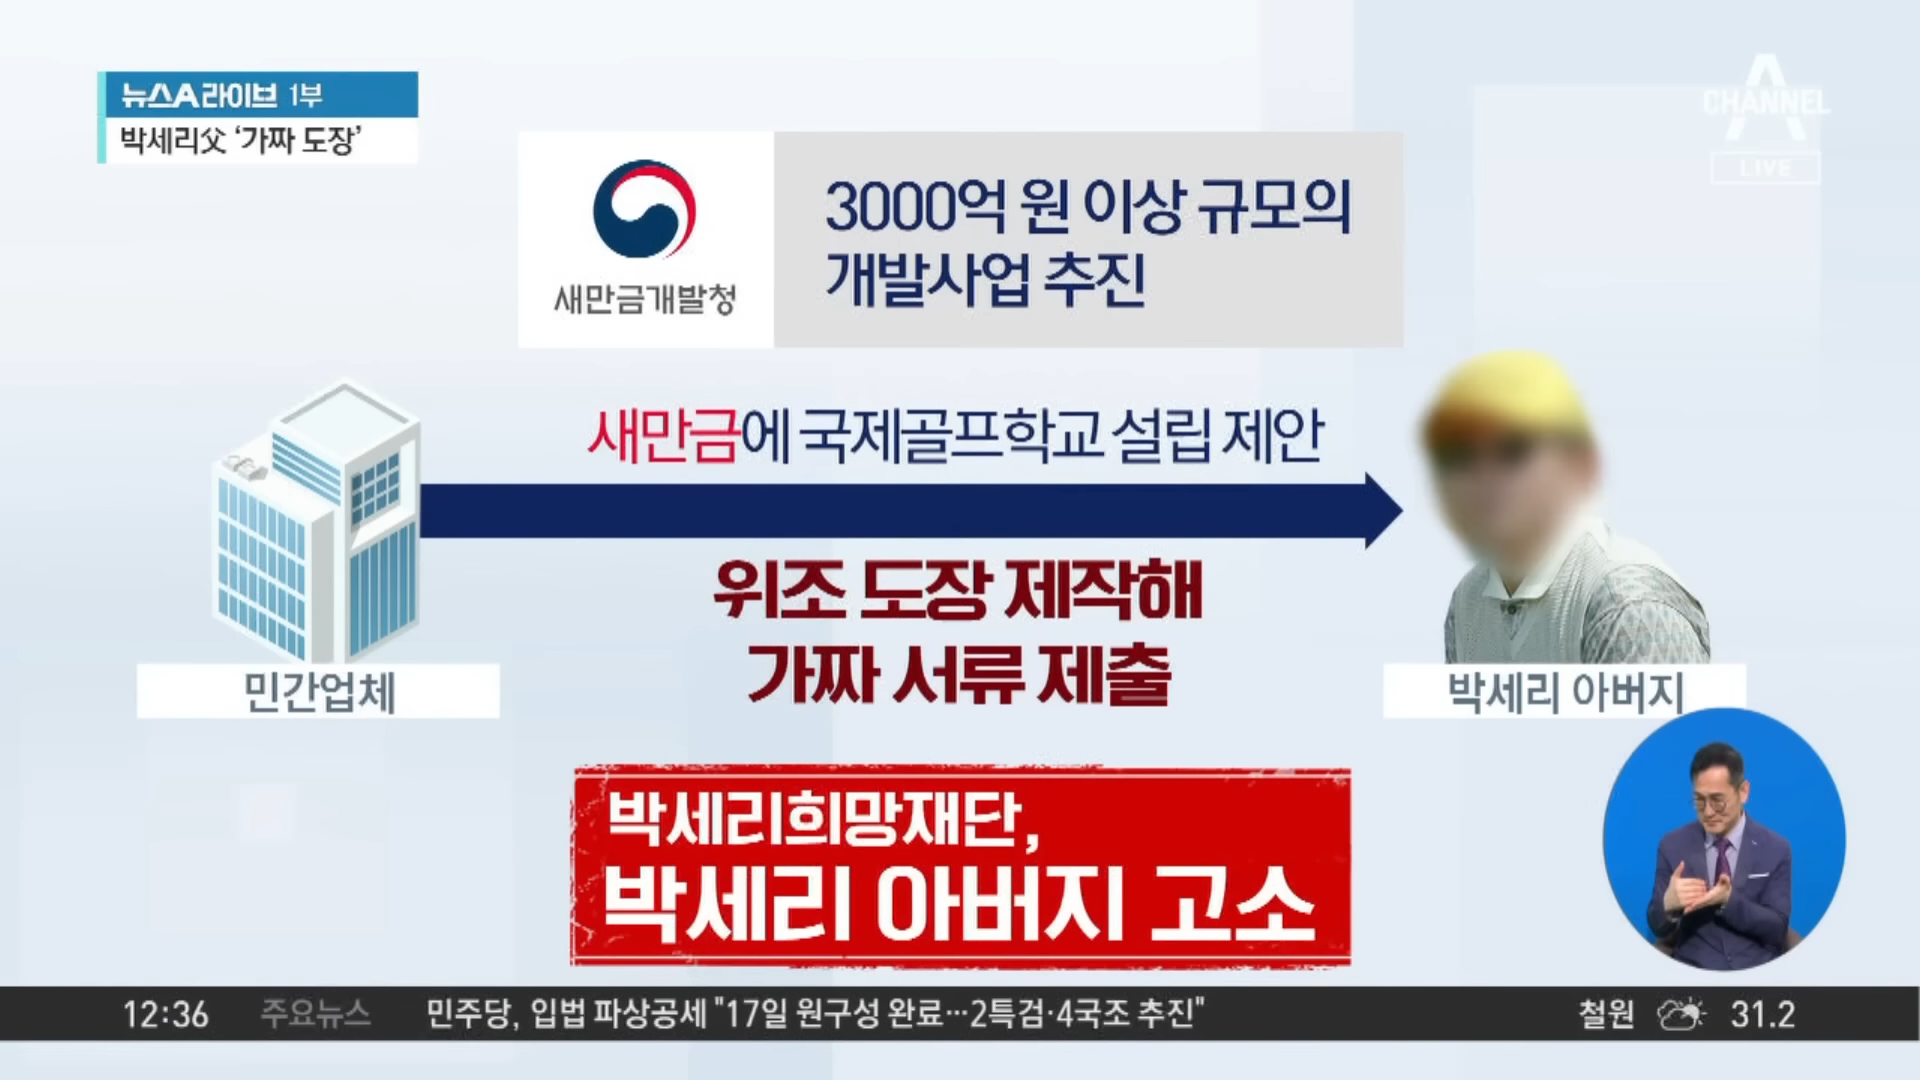 뉴스A 라이브 1부
박세리父 ‘가짜 도장’
CHANNEL A
LIVE
새만금개발청
3000억 원 이상 규모의
개발사업 추진
새만금에 국제골프학교 설립 제안
위조 도장 제작해
가짜 서류 제출
민간업체
박세리 아버지
박세리희망재단,
박세리 아버지 고소
12:36 주요뉴스 민주당, 입법 파상공세 "17일 원구성 완료…2특검·4국조 추진" 철원 31.2